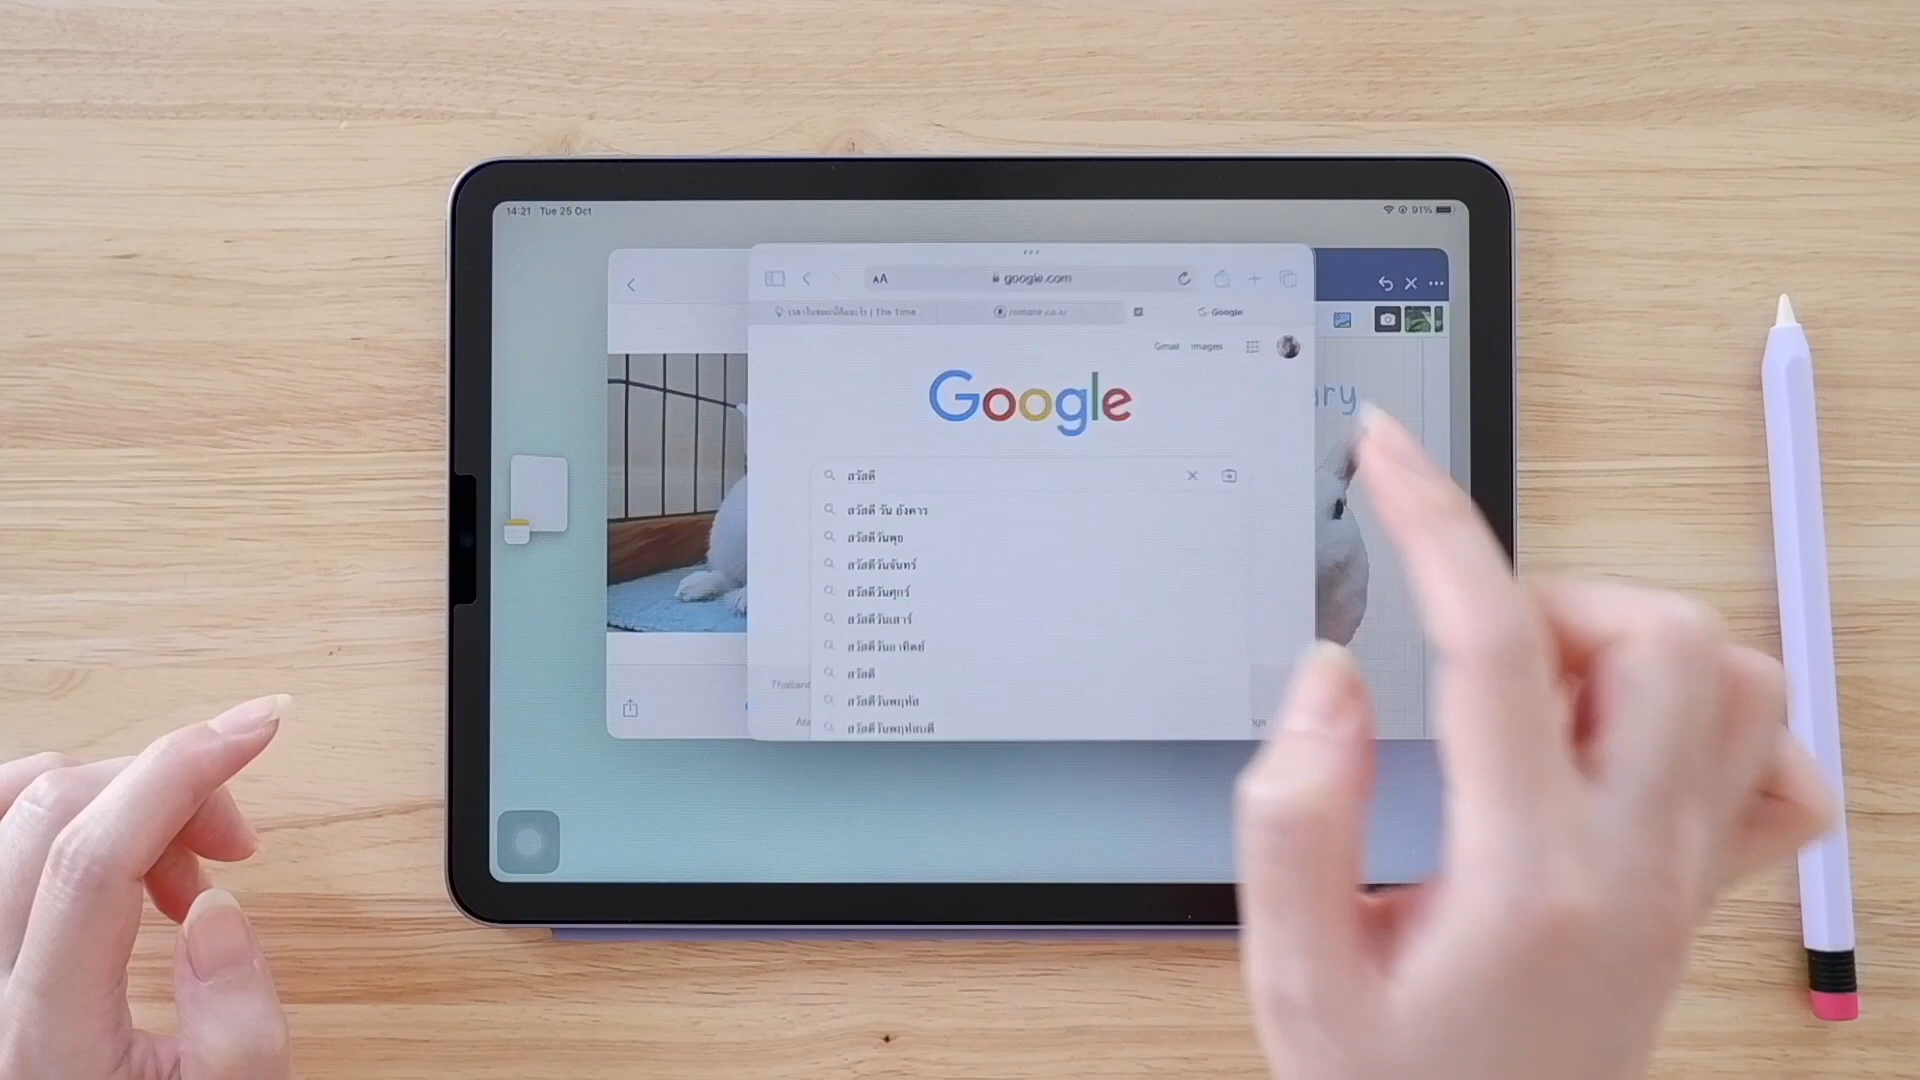 14:21 Tue 25 Oct
91%
AA
google.com
Google
Gmail Images
ary
Google
สวัสดี
สวัสดี วัน อังคาร
สวัสดีวันพุธ
สวัสดีวันจันทร์
สวัสดีวันศุกร์
สวัสดีวันเสาร์
สวัสดีวันอาทิตย์
สวัสดี
สวัสดีวันพฤหัส
สวัสดีวันพฤหัสบดี